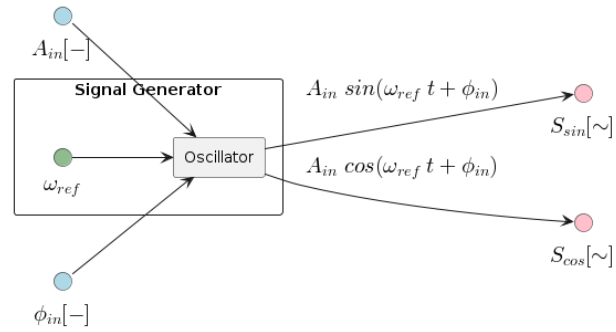 A_in[−]
Signal Generator
A_in sin(ω_ref t + ϕ_in)
S_sin[∼]
Oscillator
ω_ref
A_in cos(ω_ref t + ϕ_in)
S_cos[∼]
ϕ_in[−]